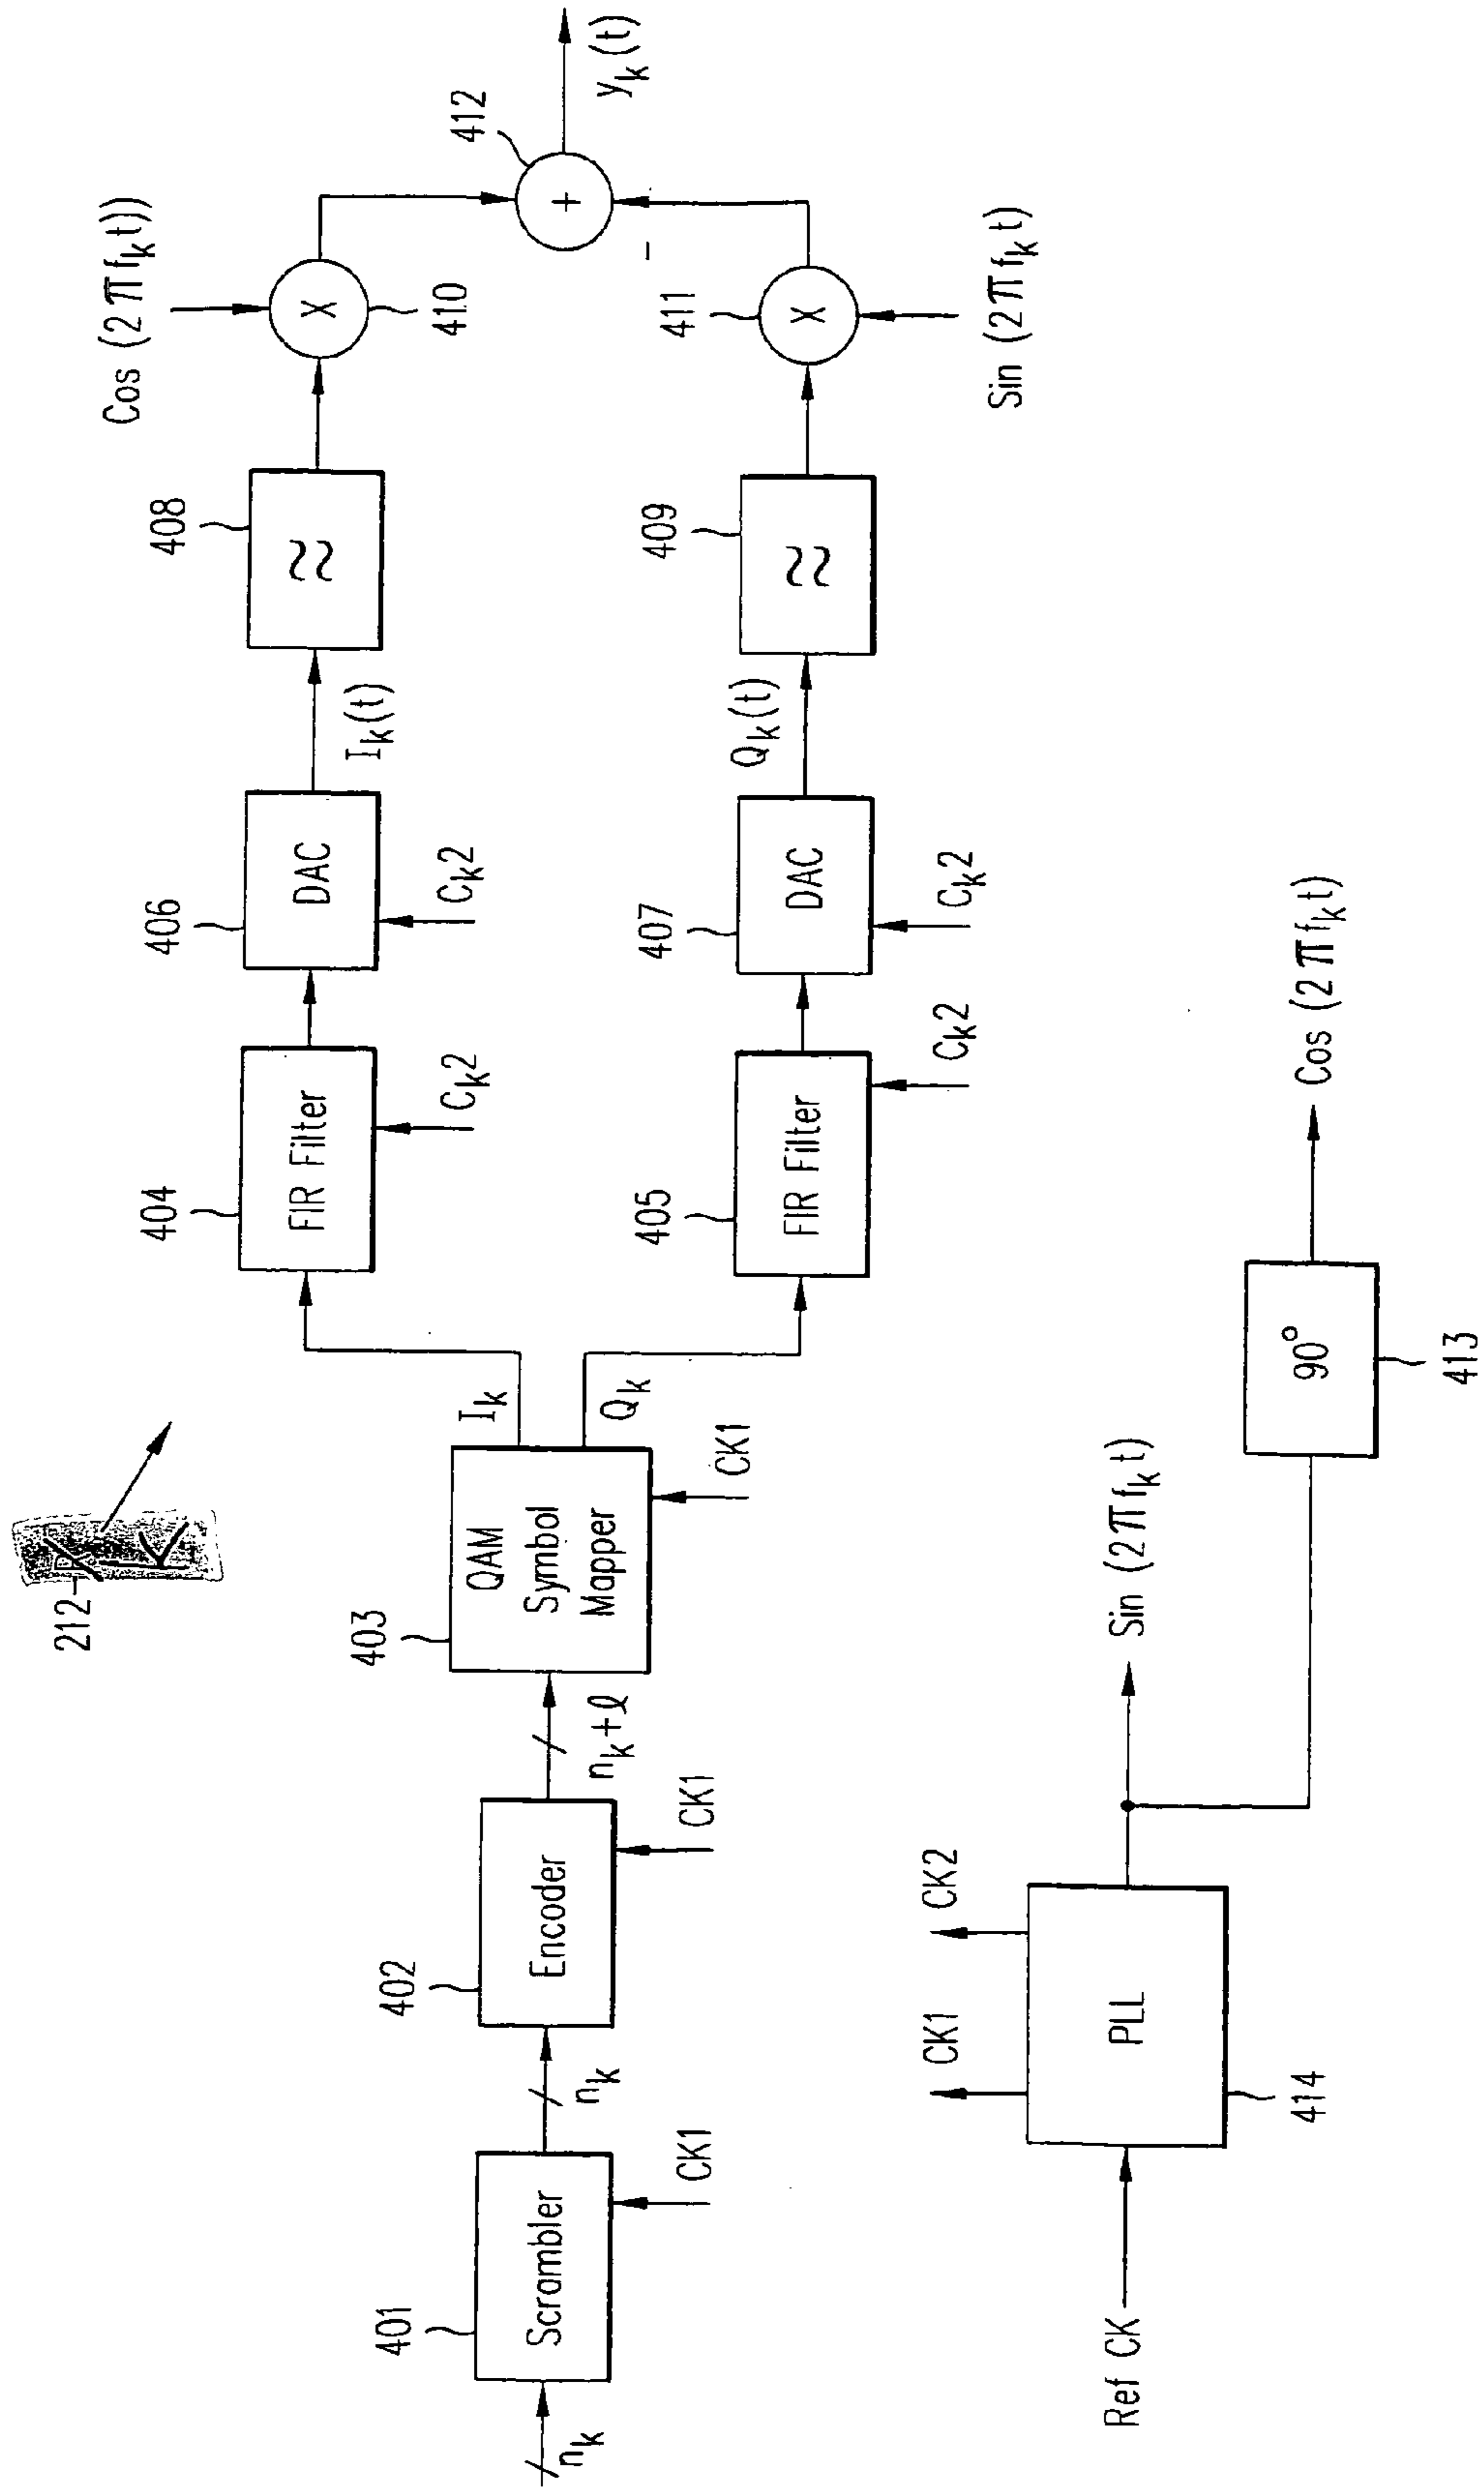 212-
n_k
401
Scrambler
CK1
n_k
402
Encoder
CK1
n_k+ℓ
403
QAM
Symbol
Mapper
CK1
I_k
Q_k
404
FIR Filter
C_k2
406
DAC
C_k2
I_k(t)
408
≈
Cos (2πf_kt))
X
410
405
FIR Filter
C_k2
407
DAC
C_k2
Q_k(t)
409
≈
411
X
Sin (2πf_kt)
412
+
−
y_k(t)
Ref CK
PLL
414
CK1
CK2
Sin (2πf_kt)
90°
413
Cos (2πf_kt)